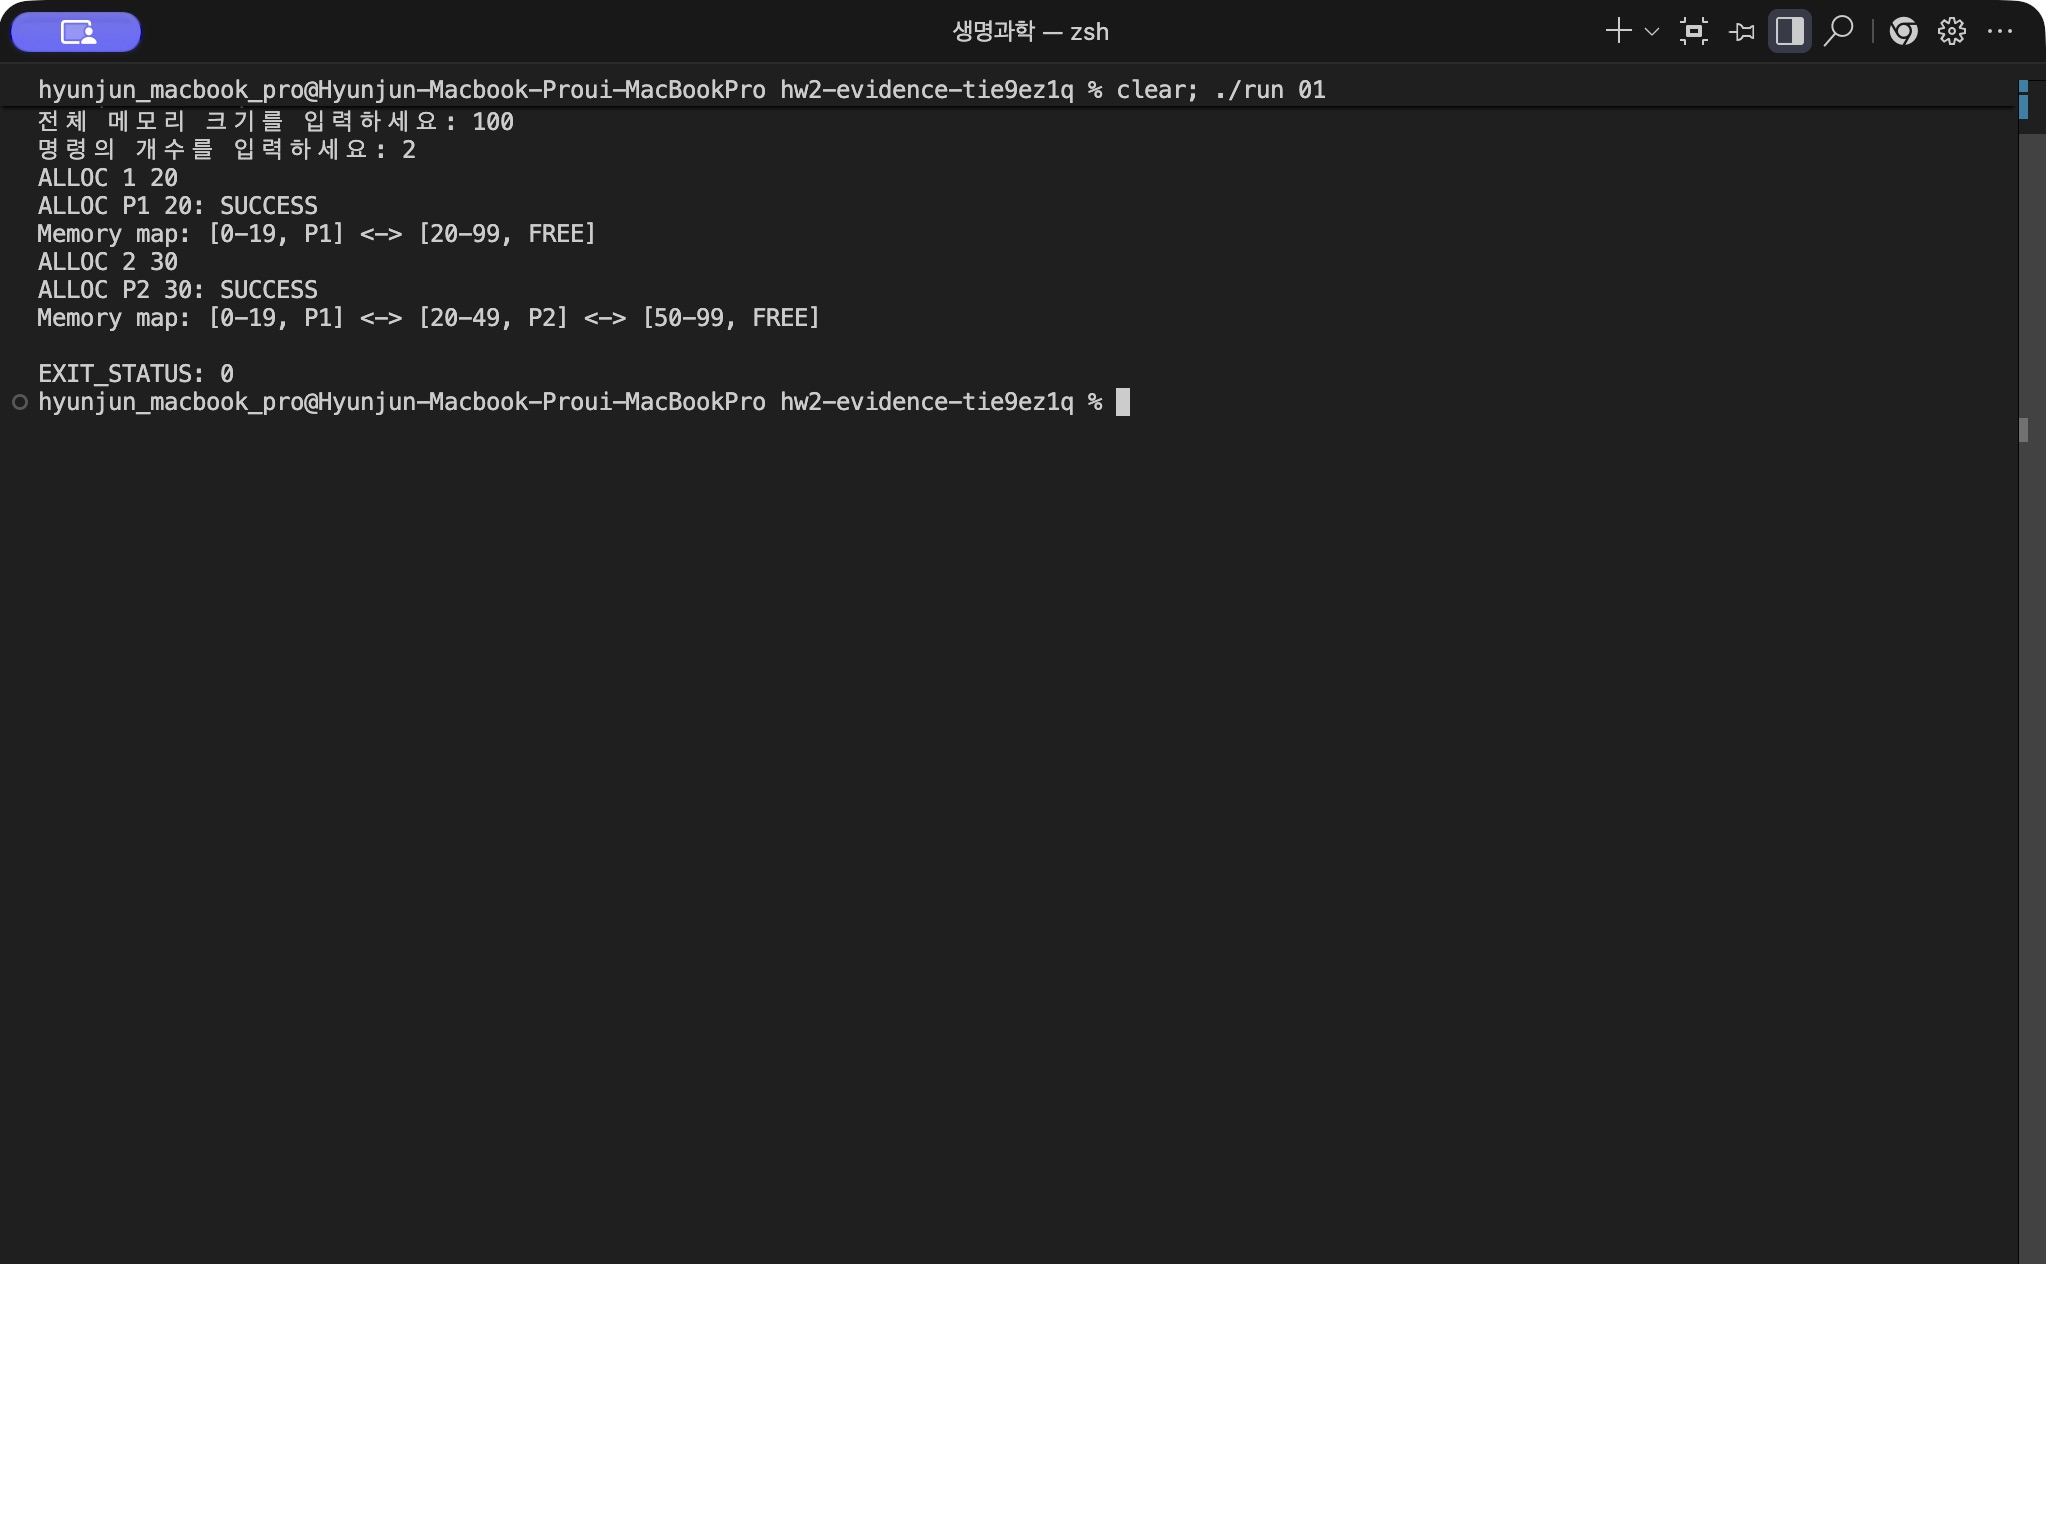 생명과학 — zsh
hyunjun_macbook_pro@Hyunjun-Macbook-Proui-MacBookPro hw2-evidence-tie9ez1q % clear; ./run 01
전체 메모리 크기를 입력하세요: 100
명령의 개수를 입력하세요: 2
ALLOC 1 20
ALLOC P1 20: SUCCESS
Memory map: [0-19, P1] <-> [20-99, FREE]
ALLOC 2 30
ALLOC P2 30: SUCCESS
Memory map: [0-19, P1] <-> [20-49, P2] <-> [50-99, FREE]
EXIT_STATUS: 0
hyunjun_macbook_pro@Hyunjun-Macbook-Proui-MacBookPro hw2-evidence-tie9ez1q %